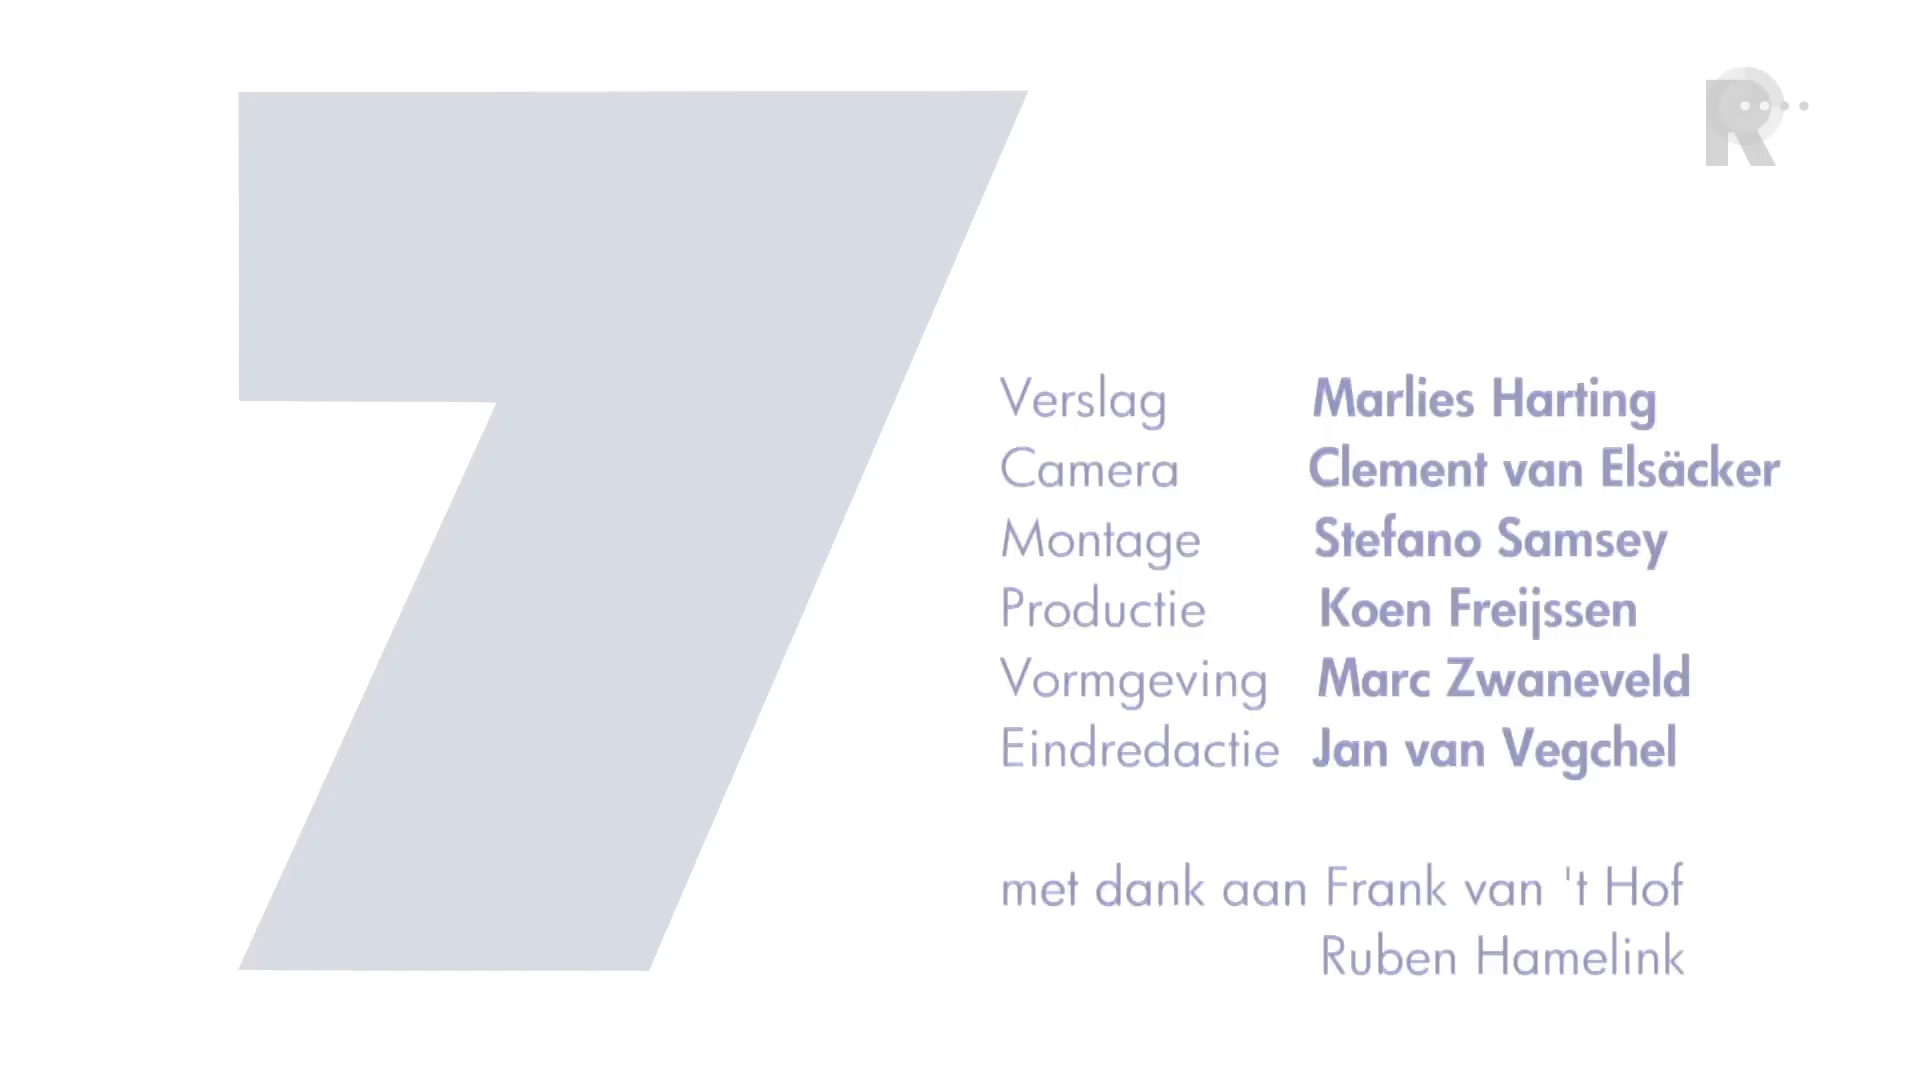 7
R
Verslag Marlies Harting
Camera Clement van Elsäcker
Montage Stefano Samsey
Productie Koen Freijssen
Vormgeving Marc Zwaneveld
Eindredactie Jan van Vegchel
met dank aan Frank van 't Hof
Ruben Hamelink